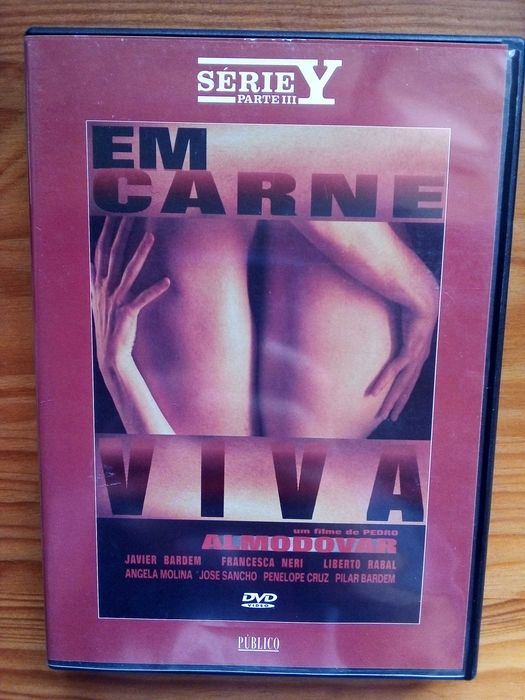 SÉRIE Y
PARTE III
EM
CARNE
VIVA
um filme de PEDRO
ALMODOVAR
JAVIER BARDEM FRANCESCA NERI LIBERTO RABAL
ANGELA MOLINA JOSE SANCHO PENELOPE CRUZ PILAR BARDEM
DVD
VIDEO
PÚBLICO